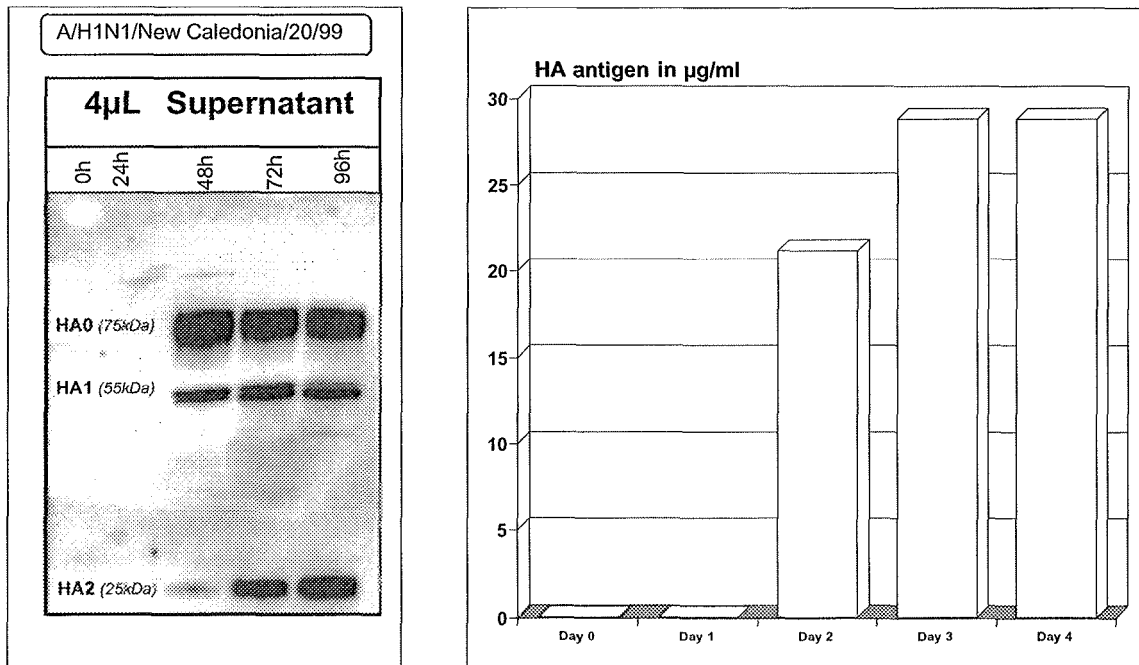 A/H1N1/New Caledonia/20/99
4µL Supernatant
0h 24h 48h 72h 96h
HA0 (75kDa)
HA1 (55kDa)
HA2 (25kDa)
HA antigen in µg/ml
30
25
20
15
10
5
0
Day 0 Day 1 Day 2 Day 3 Day 4